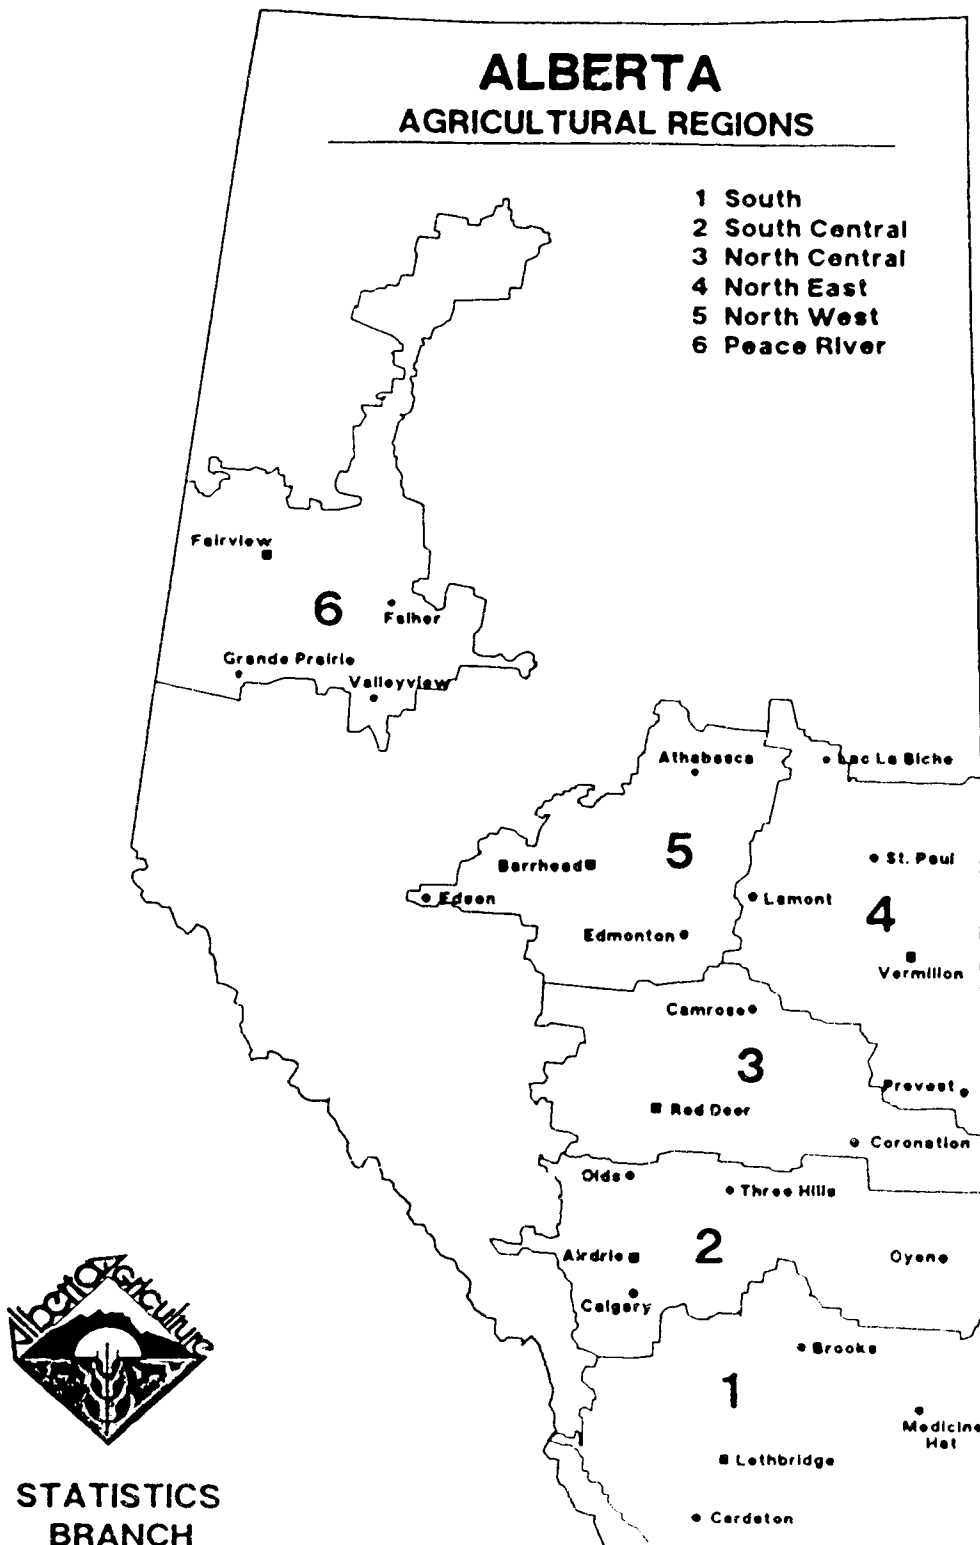 ALBERTA
AGRICULTURAL REGIONS
1 South
2 South Central
3 North Central
4 North East
5 North West
6 Peace River
Fairview
6
Falher
Grande Prairie
Valleyview
Athabasca
Lac La Biche
5
Barrhead
St. Paul
Edson
Lamont
4
Edmonton
Vermilion
Camrose
3
Provost
Red Deer
Coronation
Olds
Three Hills
2
Airdrie
Oyen
Calgary
Brooks
1
Medicine
Hat
Lethbridge
Cardston
Alberta Agriculture
STATISTICS
BRANCH